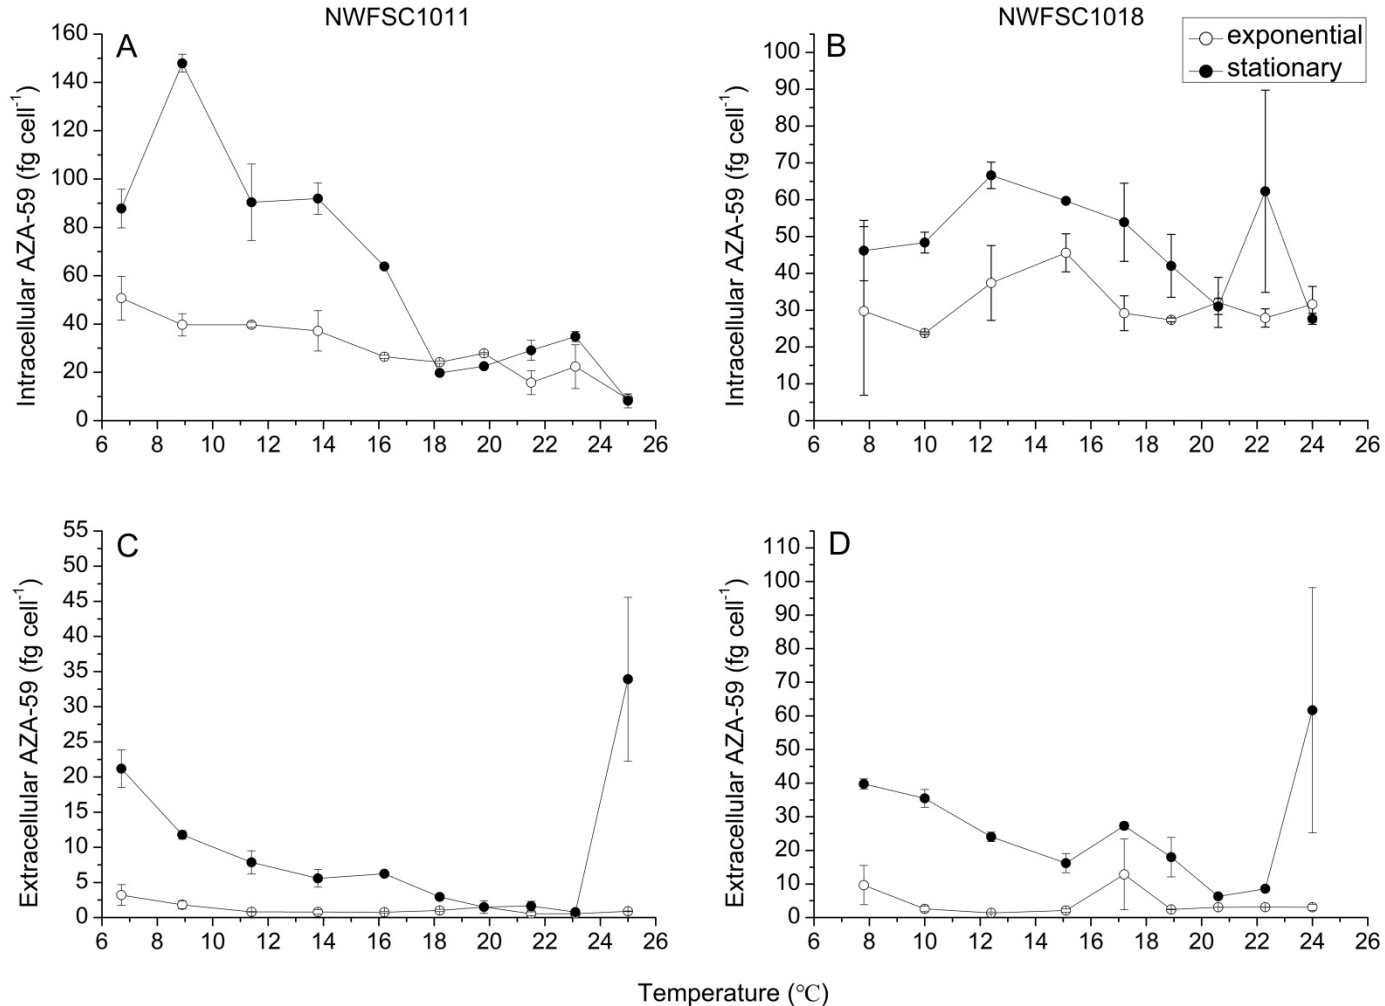 NWFSC1011
NWFSC1018
exponential
stationary
A
Intracellular AZA-59 (fg cell⁻¹)
160
140
120
100
80
60
40
20
0
6 8 10 12 14 16 18 20 22 24 26
B
Intracellular AZA-59 (fg cell⁻¹)
100
90
80
70
60
50
40
30
20
10
0
6 8 10 12 14 16 18 20 22 24 26
C
Extracellular AZA-59 (fg cell⁻¹)
55
50
45
40
35
30
25
20
15
10
5
0
6 8 10 12 14 16 18 20 22 24 26
D
Extracellular AZA-59 (fg cell⁻¹)
110
100
90
80
70
60
50
40
30
20
10
0
6 8 10 12 14 16 18 20 22 24 26
Temperature (℃)